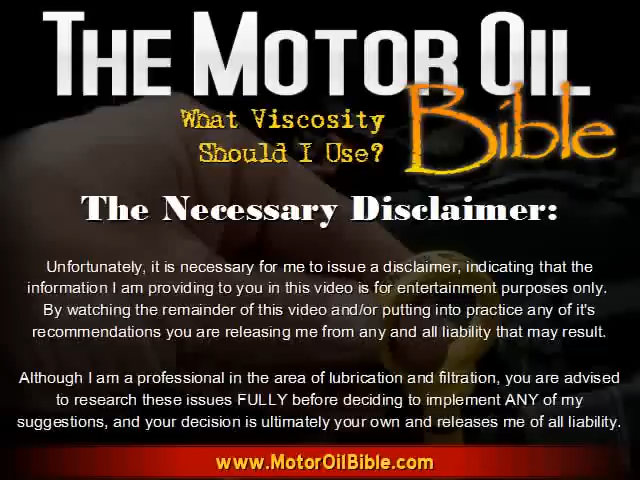 THE MOTOR OIL
Bible
What Viscosity
Should I Use?
The Necessary Disclaimer:
Unfortunately, it is necessary for me to issue a disclaimer, indicating that the
information I am providing to you in this video is for entertainment purposes only.
By watching the remainder of this video and/or putting into practice any of it's
recommendations you are releasing me from any and all liability that may result.
Although I am a professional in the area of lubrication and filtration, you are advised
to research these issues FULLY before deciding to implement ANY of my
suggestions, and your decision is ultimately your own and releases me of all liability.
www.MotorOilBible.com